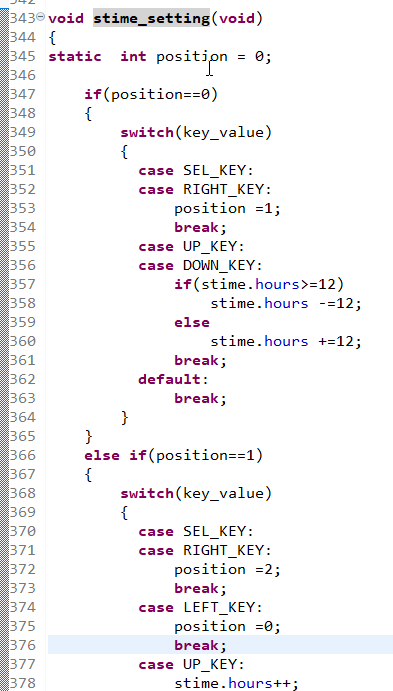 343 void stime_setting(void)
344 {
345 static  int position = 0;
346
347     if(position==0)
348     {
349         switch(key_value)
350         {
351           case SEL_KEY:
352           case RIGHT_KEY:
353               position =1;
354               break;
355           case UP_KEY:
356           case DOWN_KEY:
357               if(stime.hours>=12)
358                   stime.hours -=12;
359               else
360                   stime.hours +=12;
361               break;
362           default:
363               break;
364         }
365     }
366     else if(position==1)
367     {
368         switch(key_value)
369         {
370           case SEL_KEY:
371           case RIGHT_KEY:
372               position =2;
373               break;
374           case LEFT_KEY:
375               position =0;
376               break;
377           case UP_KEY:
378               stime.hours++;